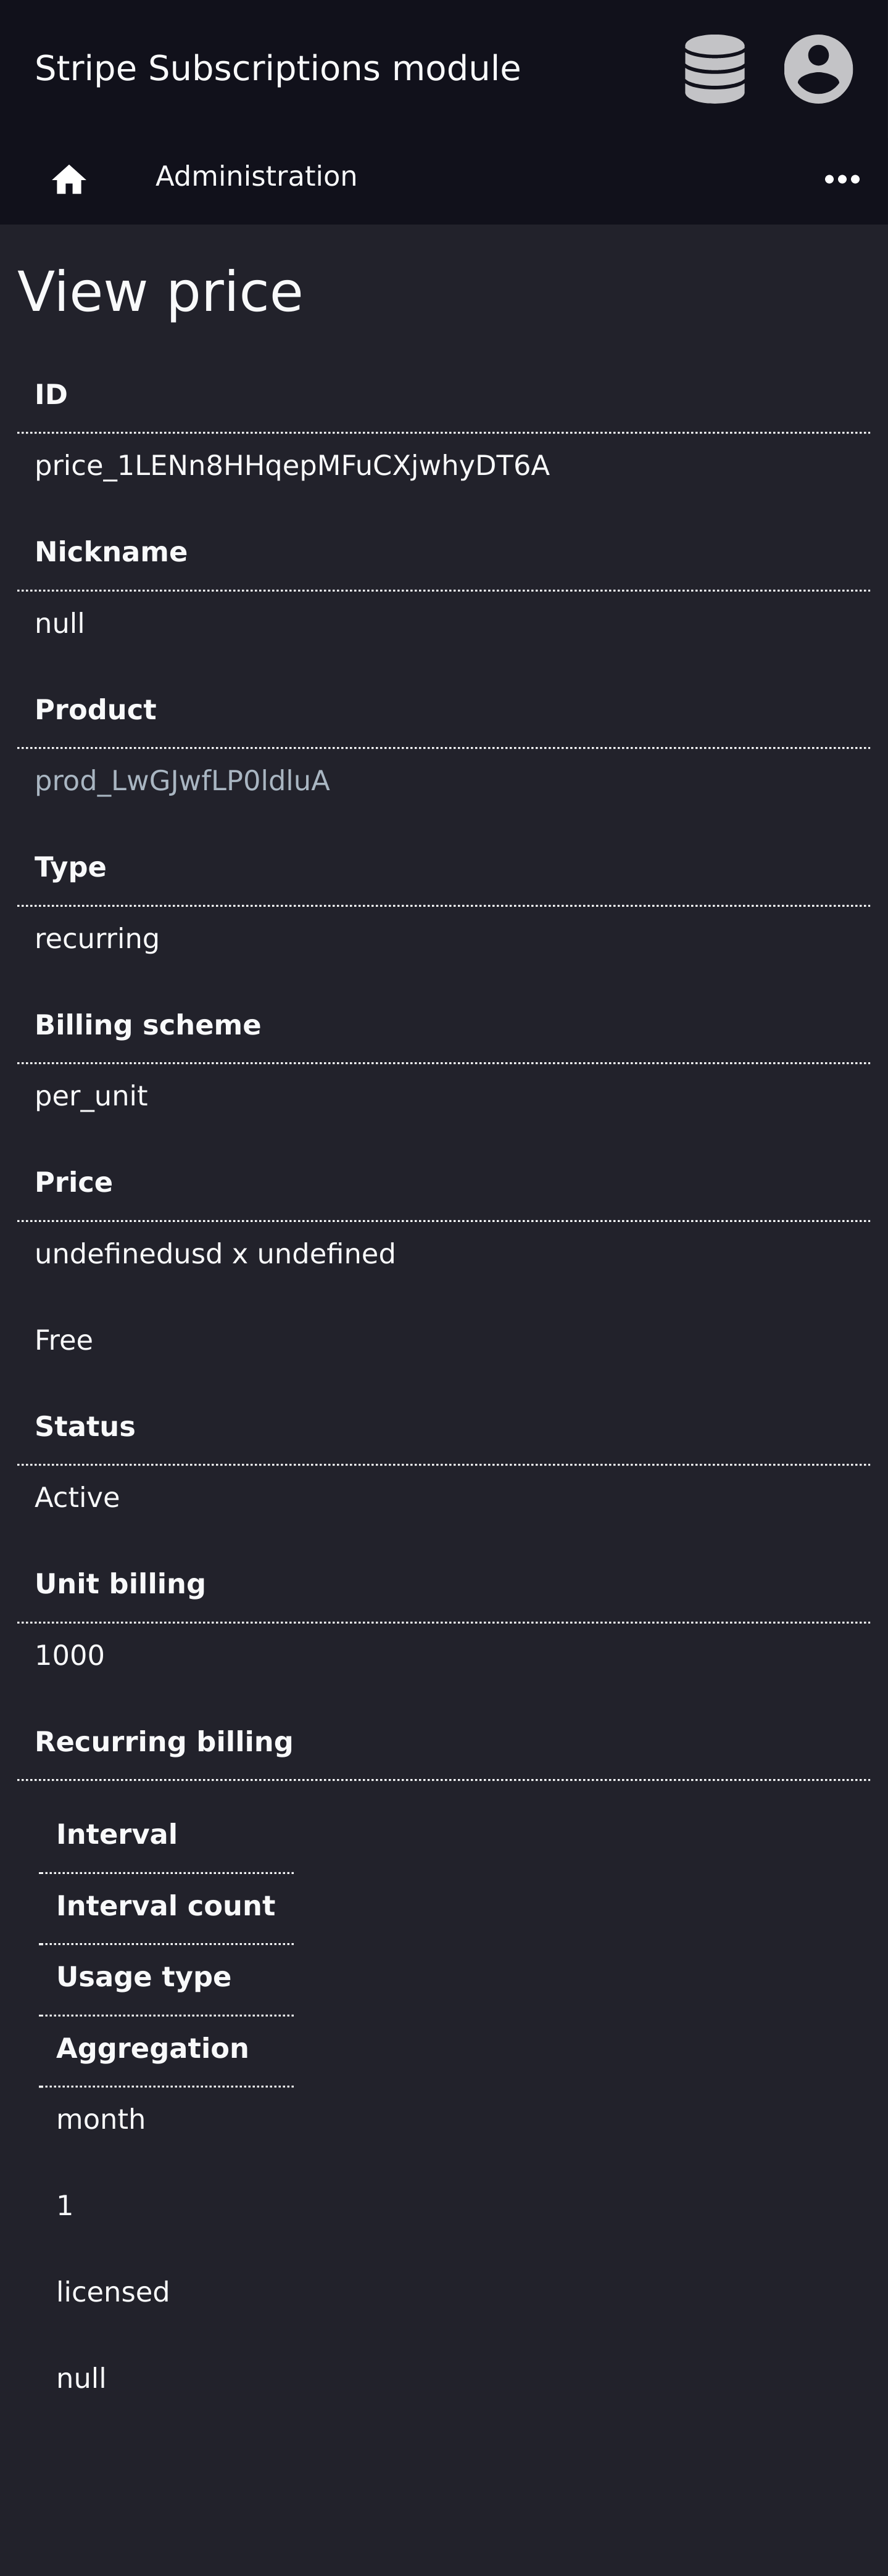 Stripe Subscriptions module
Administration
View price
ID
price_1LENn8HHqepMFuCXjwhyDT6A
Nickname
null
Product
prod_LwGJwfLP0ldluA
Type
recurring
Billing scheme
per_unit
Price
undefinedusd x undefined
Free
Status
Active
Unit billing
1000
Recurring billing
Interval
Interval count
Usage type
Aggregation
month
1
licensed
null